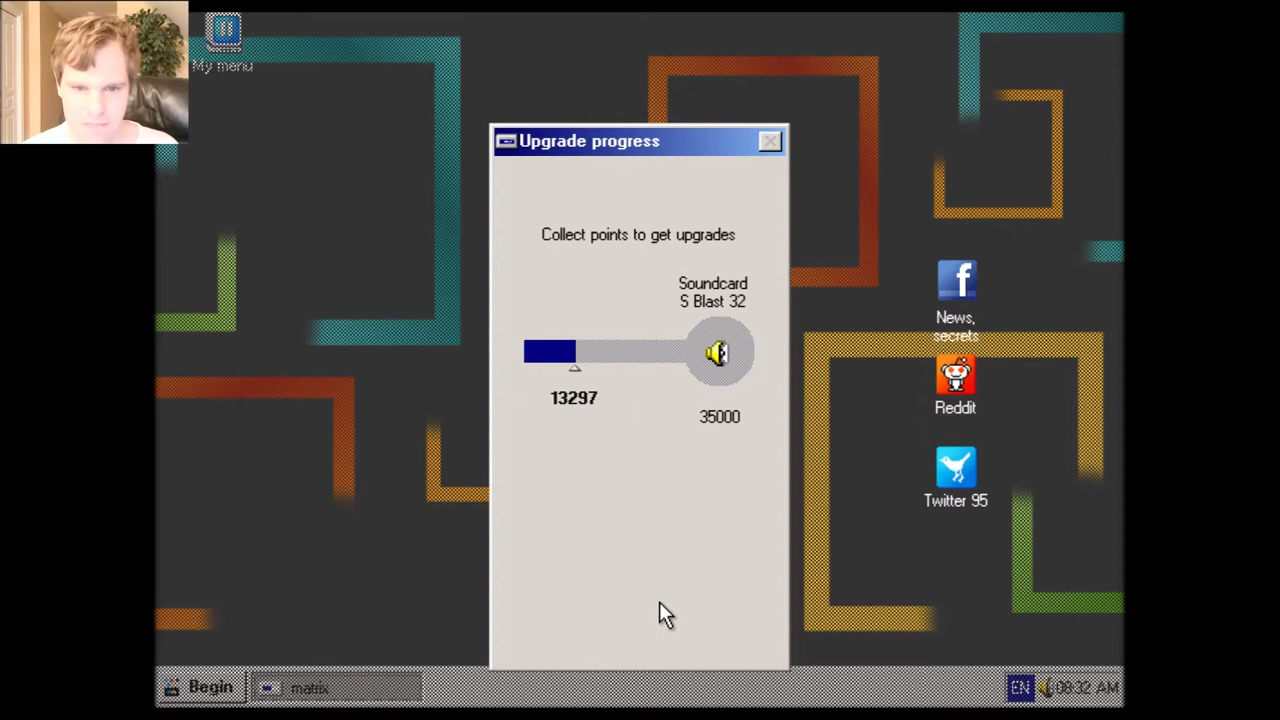 My menu
Upgrade progress
Collect points to get upgrades
Soundcard
S Blast 32
13297
35000
News,
secrets
Reddit
Twitter 95
Begin
matrix
EN
08:32 AM